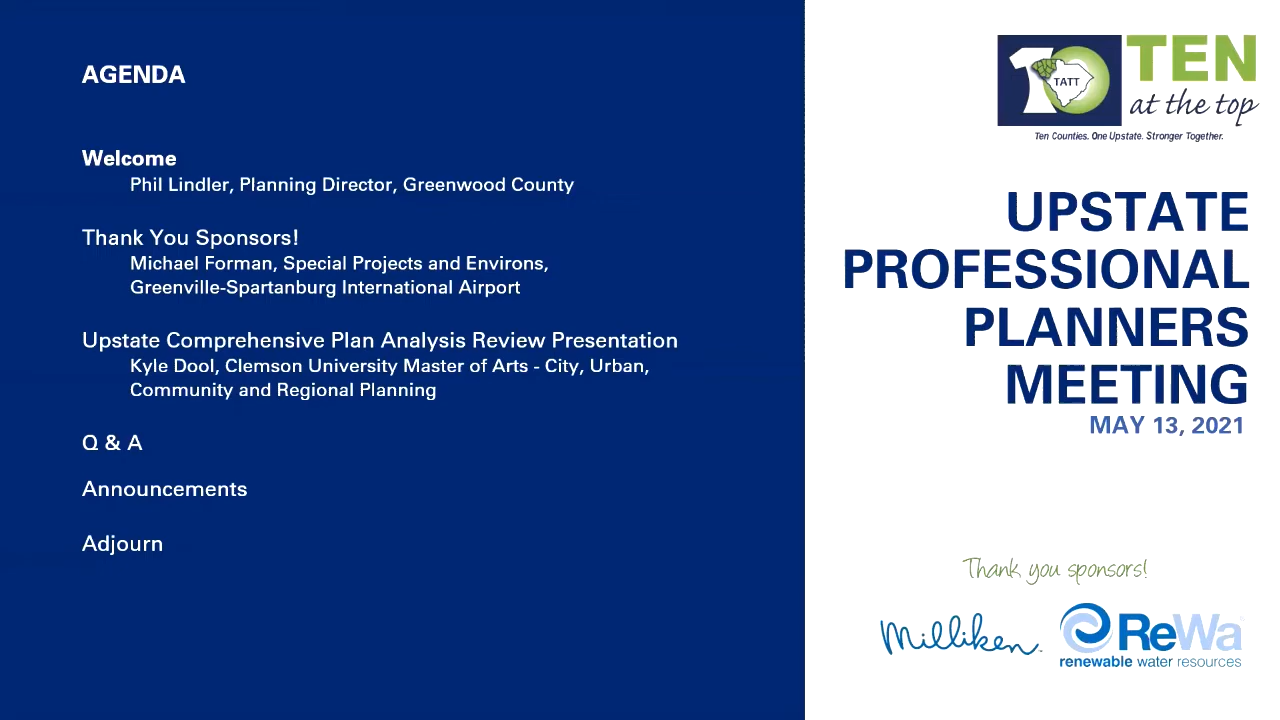 AGENDA
Welcome
Phil Lindler, Planning Director, Greenwood County
Thank You Sponsors!
Michael Forman, Special Projects and Environs,
Greenville-Spartanburg International Airport
Upstate Comprehensive Plan Analysis Review Presentation
Kyle Dool, Clemson University Master of Arts - City, Urban,
Community and Regional Planning
Q & A
Announcements
Adjourn
10 TATT
TEN
at the top
Ten Counties. One Upstate. Stronger Together.
UPSTATE
PROFESSIONAL
PLANNERS
MEETING
MAY 13, 2021
Thank you sponsors!
Milliken
ReWa
renewable water resources